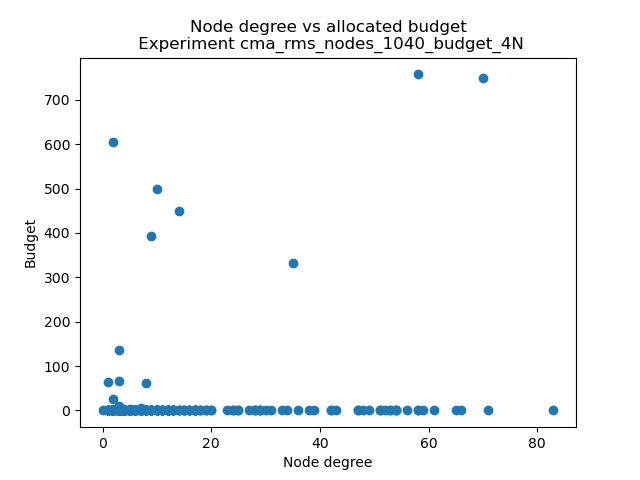 Node degree vs allocated budget
Experiment cma_rms_nodes_1040_budget_4N
700
600
500
400
300
200
100
0
Budget
0 20 40 60 80
Node degree